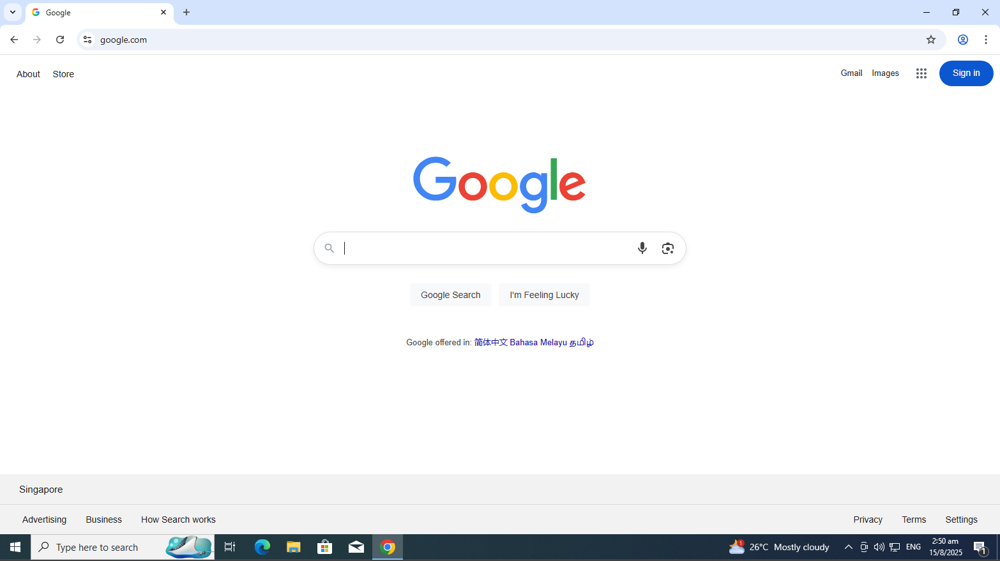 Google
google.com
About Store Gmail Images Sign in
Google
Google Search I'm Feeling Lucky
Google offered in: 简体中文 Bahasa Melayu தமிழ்
Singapore
Advertising Business How Search works Privacy Terms Settings
Type here to search 1 26°C Mostly cloudy ENG 2:50 am
15/8/2025 1